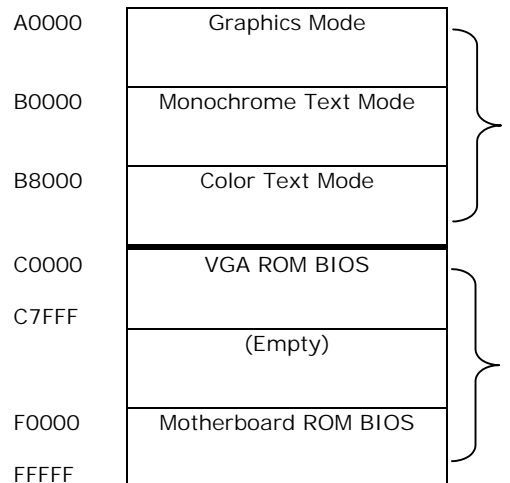 A0000 Graphics Mode
B0000 Monochrome Text Mode
B8000 Color Text Mode
C0000 VGA ROM BIOS
C7FFF
(Empty)
F0000 Motherboard ROM BIOS
FFFFF